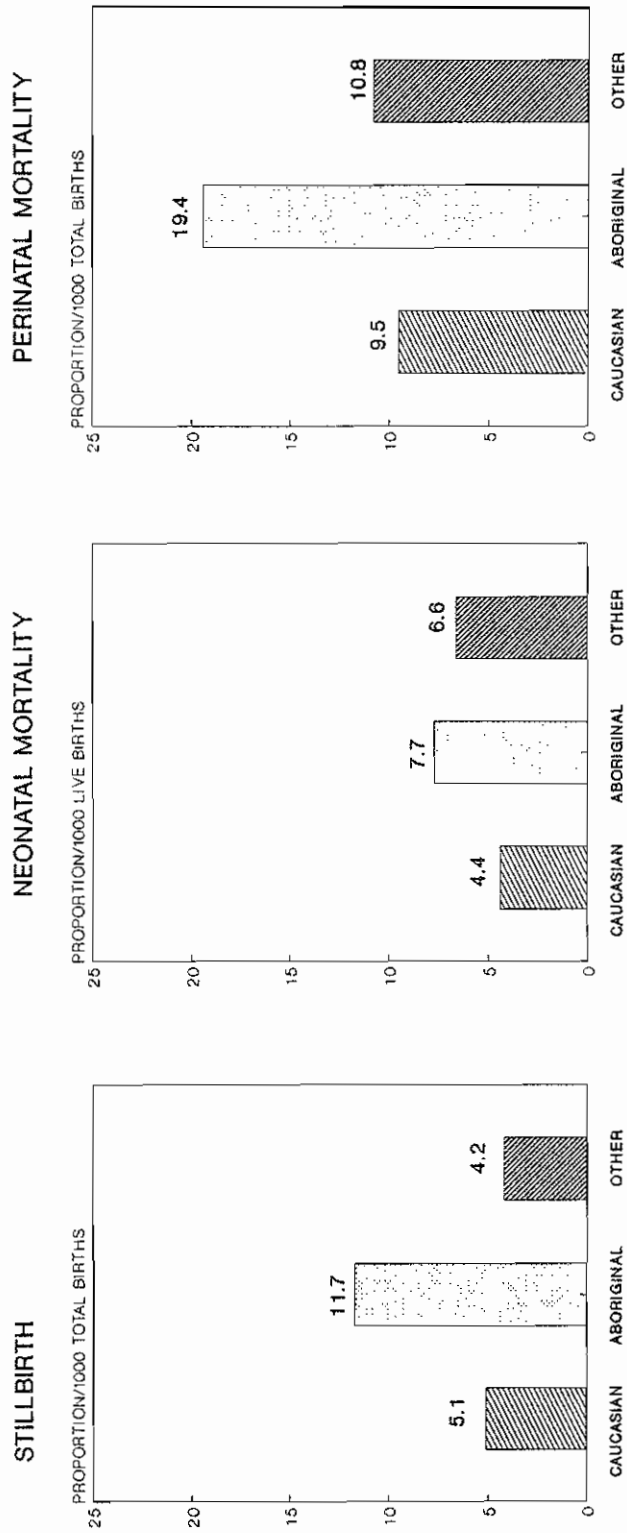 STILLBIRTH
PROPORTION/1000 TOTAL BIRTHS
25
20
15
10
5
0
5.1
11.7
4.2
CAUCASIAN
ABORIGINAL
OTHER
NEONATAL MORTALITY
PROPORTION/1000 LIVE BIRTHS
25
20
15
10
5
0
4.4
7.7
6.6
CAUCASIAN
ABORIGINAL
OTHER
PERINATAL MORTALITY
PROPORTION/1000 TOTAL BIRTHS
25
20
15
10
5
0
9.5
19.4
10.8
CAUCASIAN
ABORIGINAL
OTHER